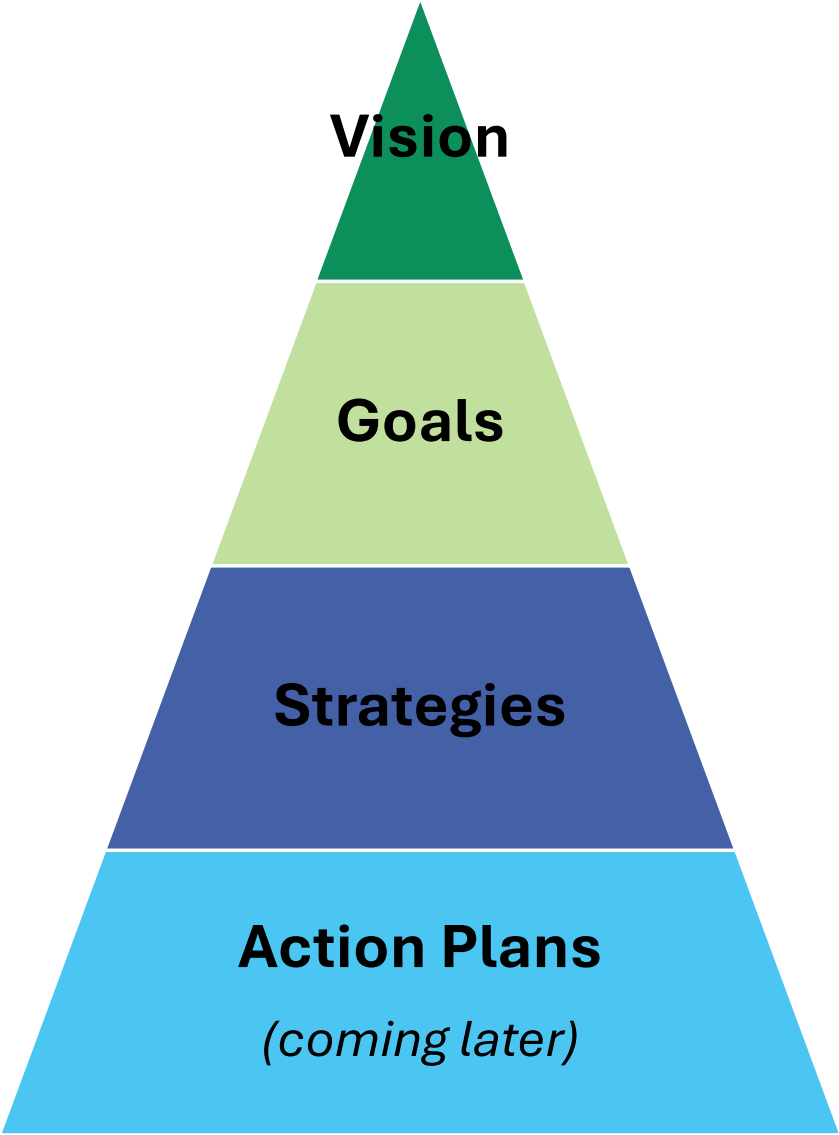 Vision
Goals
Strategies
Action Plans
(coming later)